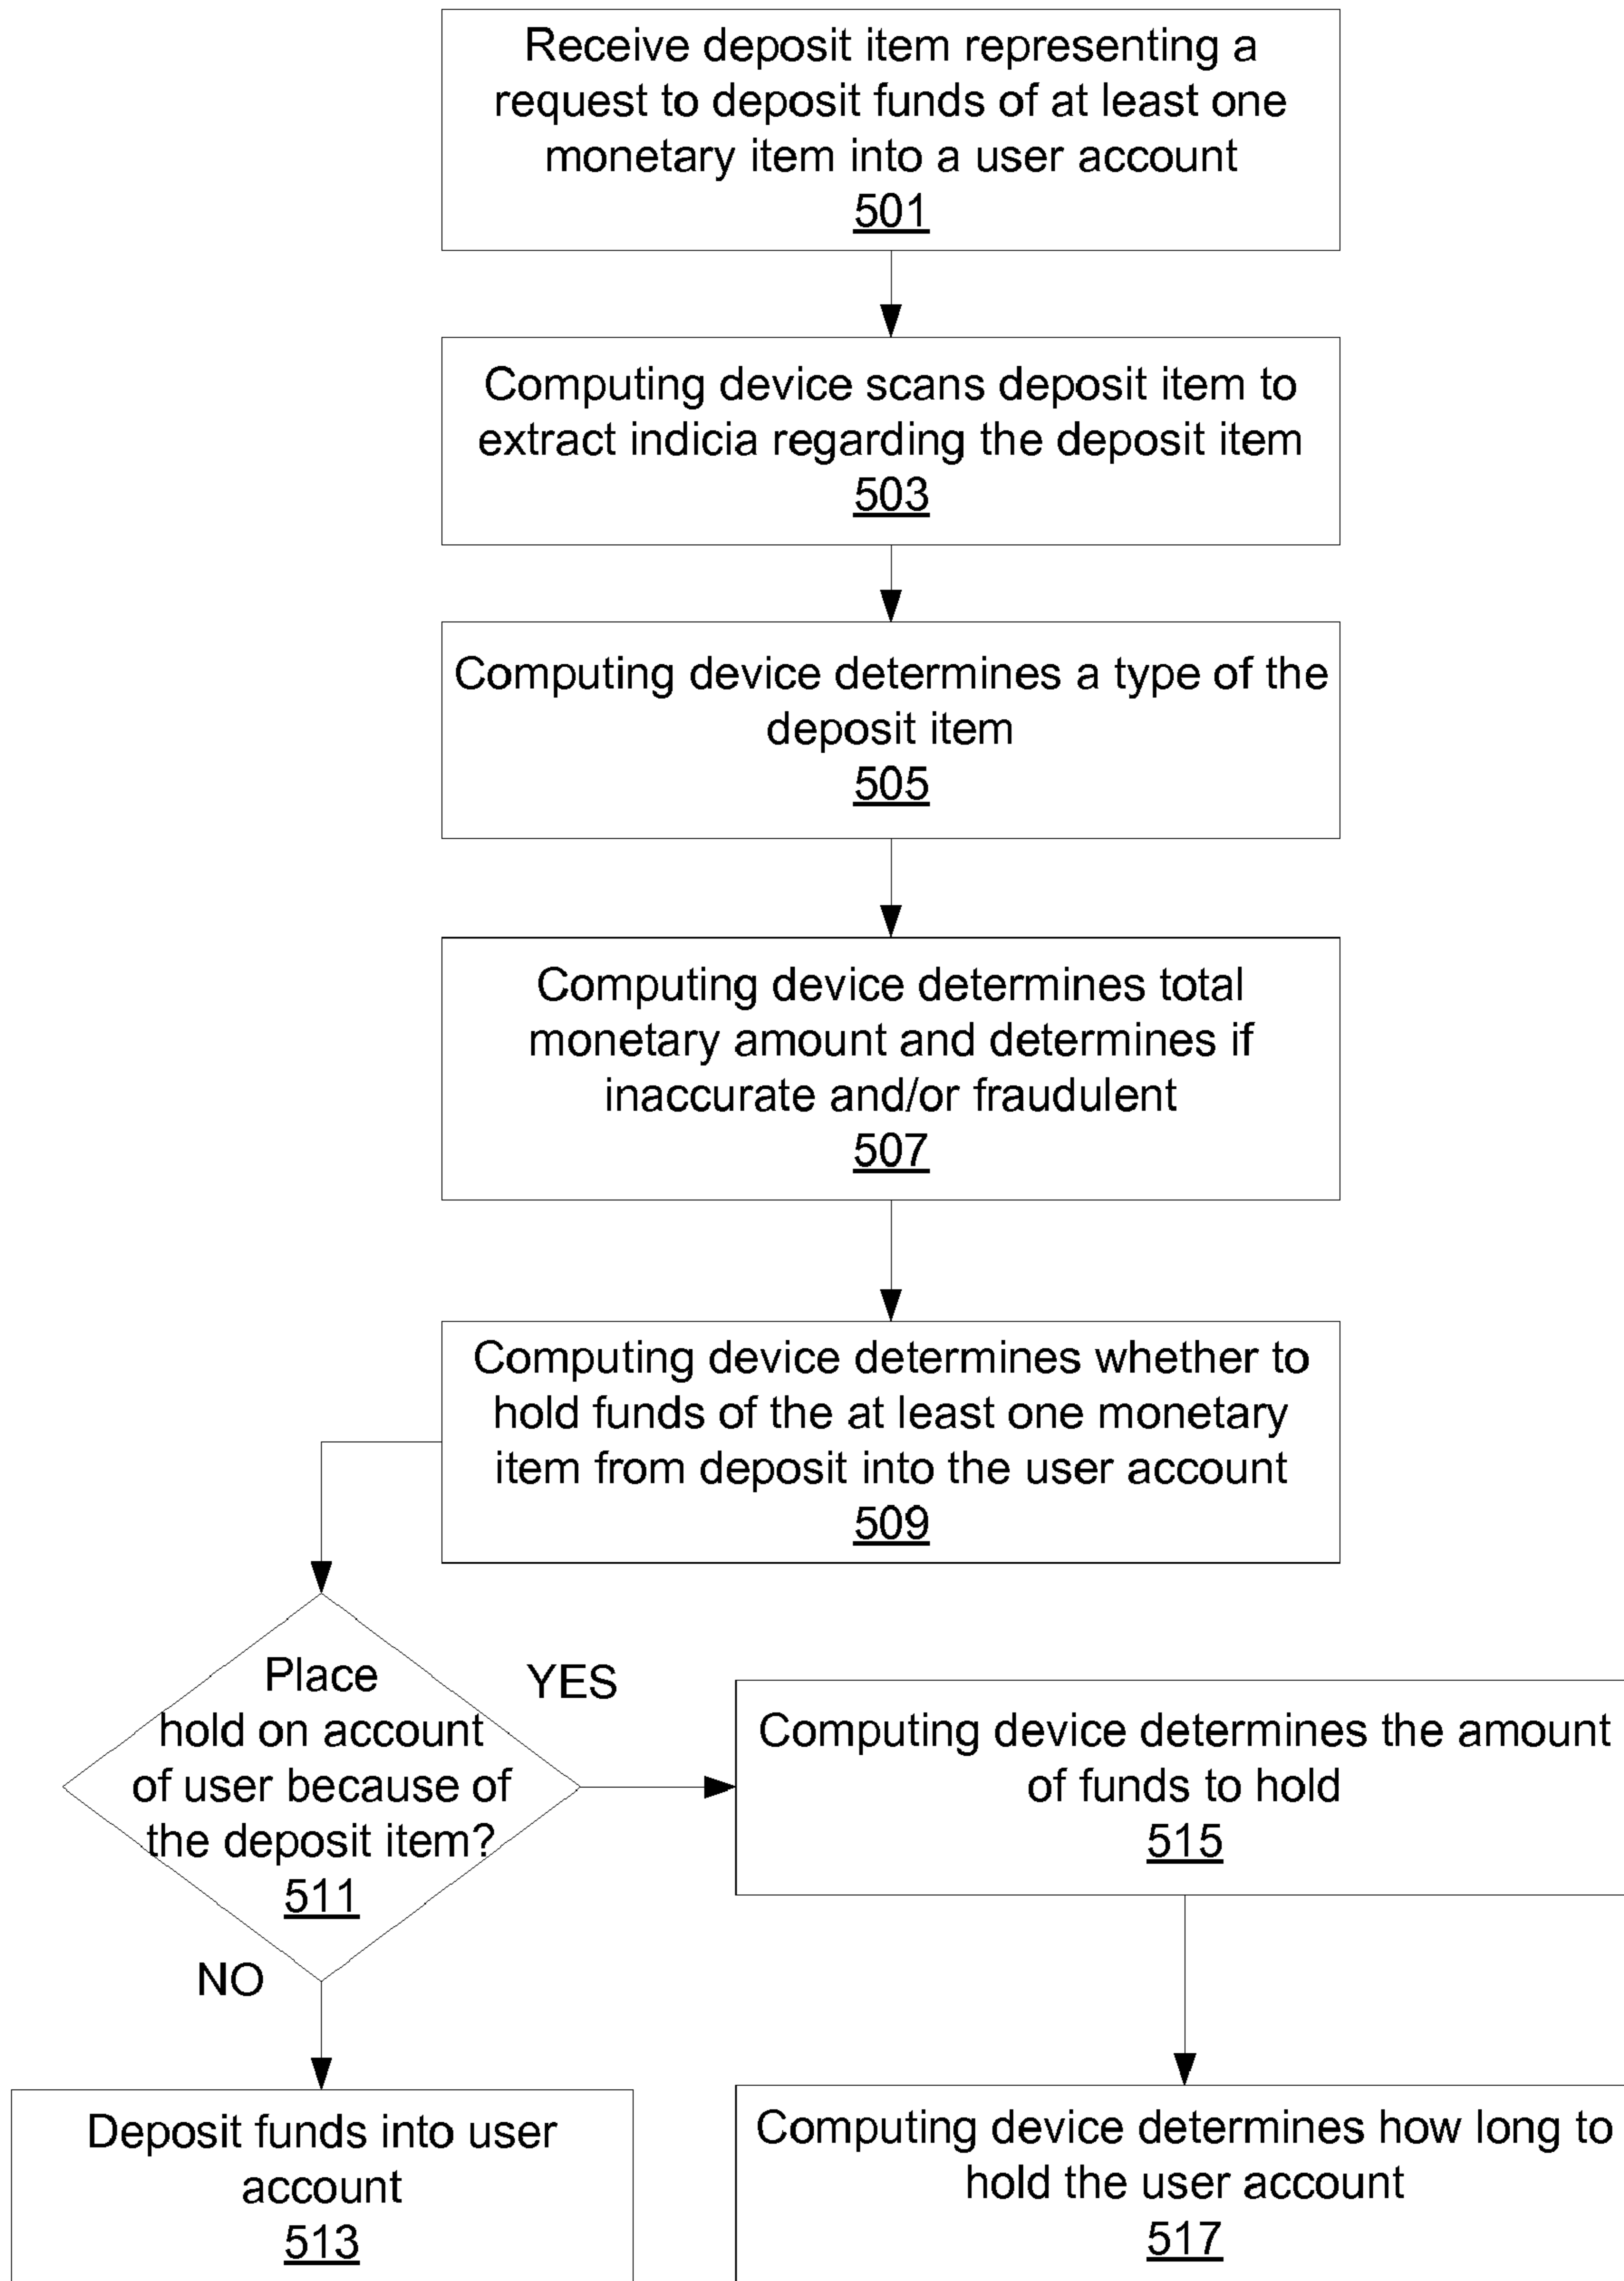 Receive deposit item representing a
request to deposit funds of at least one
monetary item into a user account
501
Computing device scans deposit item to
extract indicia regarding the deposit item
503
Computing device determines a type of the
deposit item
505
Computing device determines total
monetary amount and determines if
inaccurate and/or fraudulent
507
Computing device determines whether to
hold funds of the at least one monetary
item from deposit into the user account
509
Place
hold on account
of user because of
the deposit item?
511
YES
NO
Computing device determines the amount
of funds to hold
515
Deposit funds into user
account
513
Computing device determines how long to
hold the user account
517